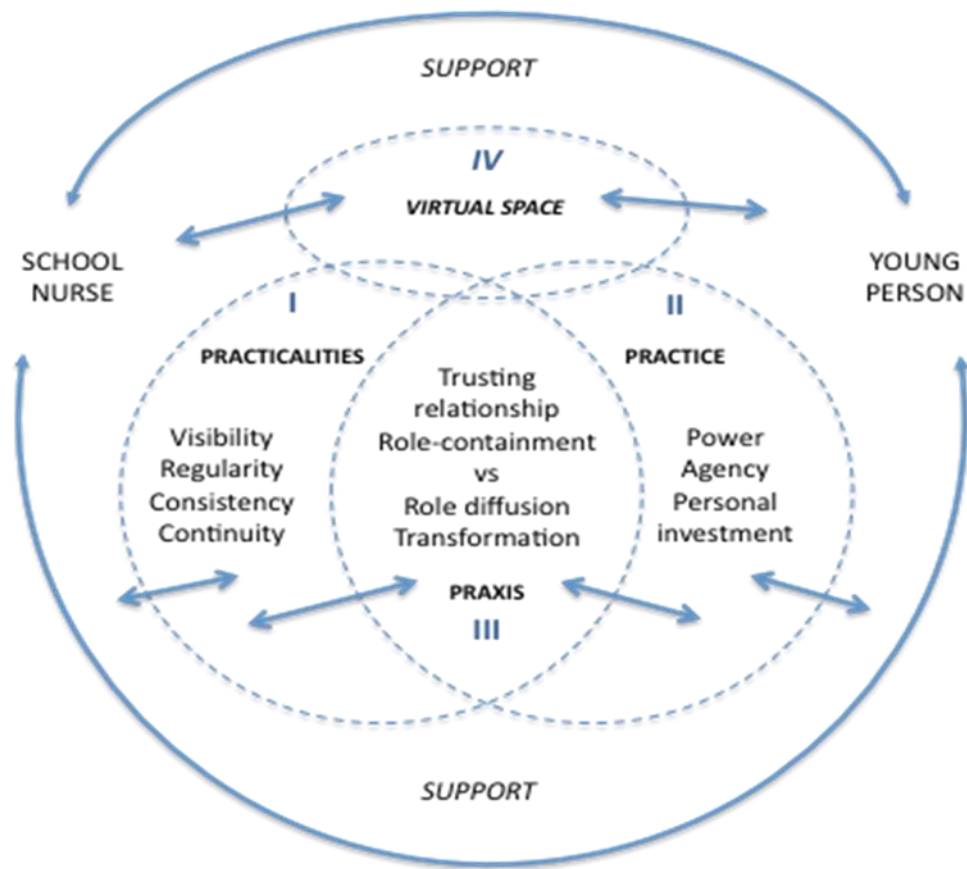 SUPPORT
IV
VIRTUAL SPACE
SCHOOL
NURSE
YOUNG
PERSON
I
PRACTICALITIES
Visibility
Regularity
Consistency
Continuity
II
PRACTICE
Power
Agency
Personal
investment
Trusting
relationship
Role-containment
vs
Role diffusion
Transformation
PRAXIS
III
SUPPORT